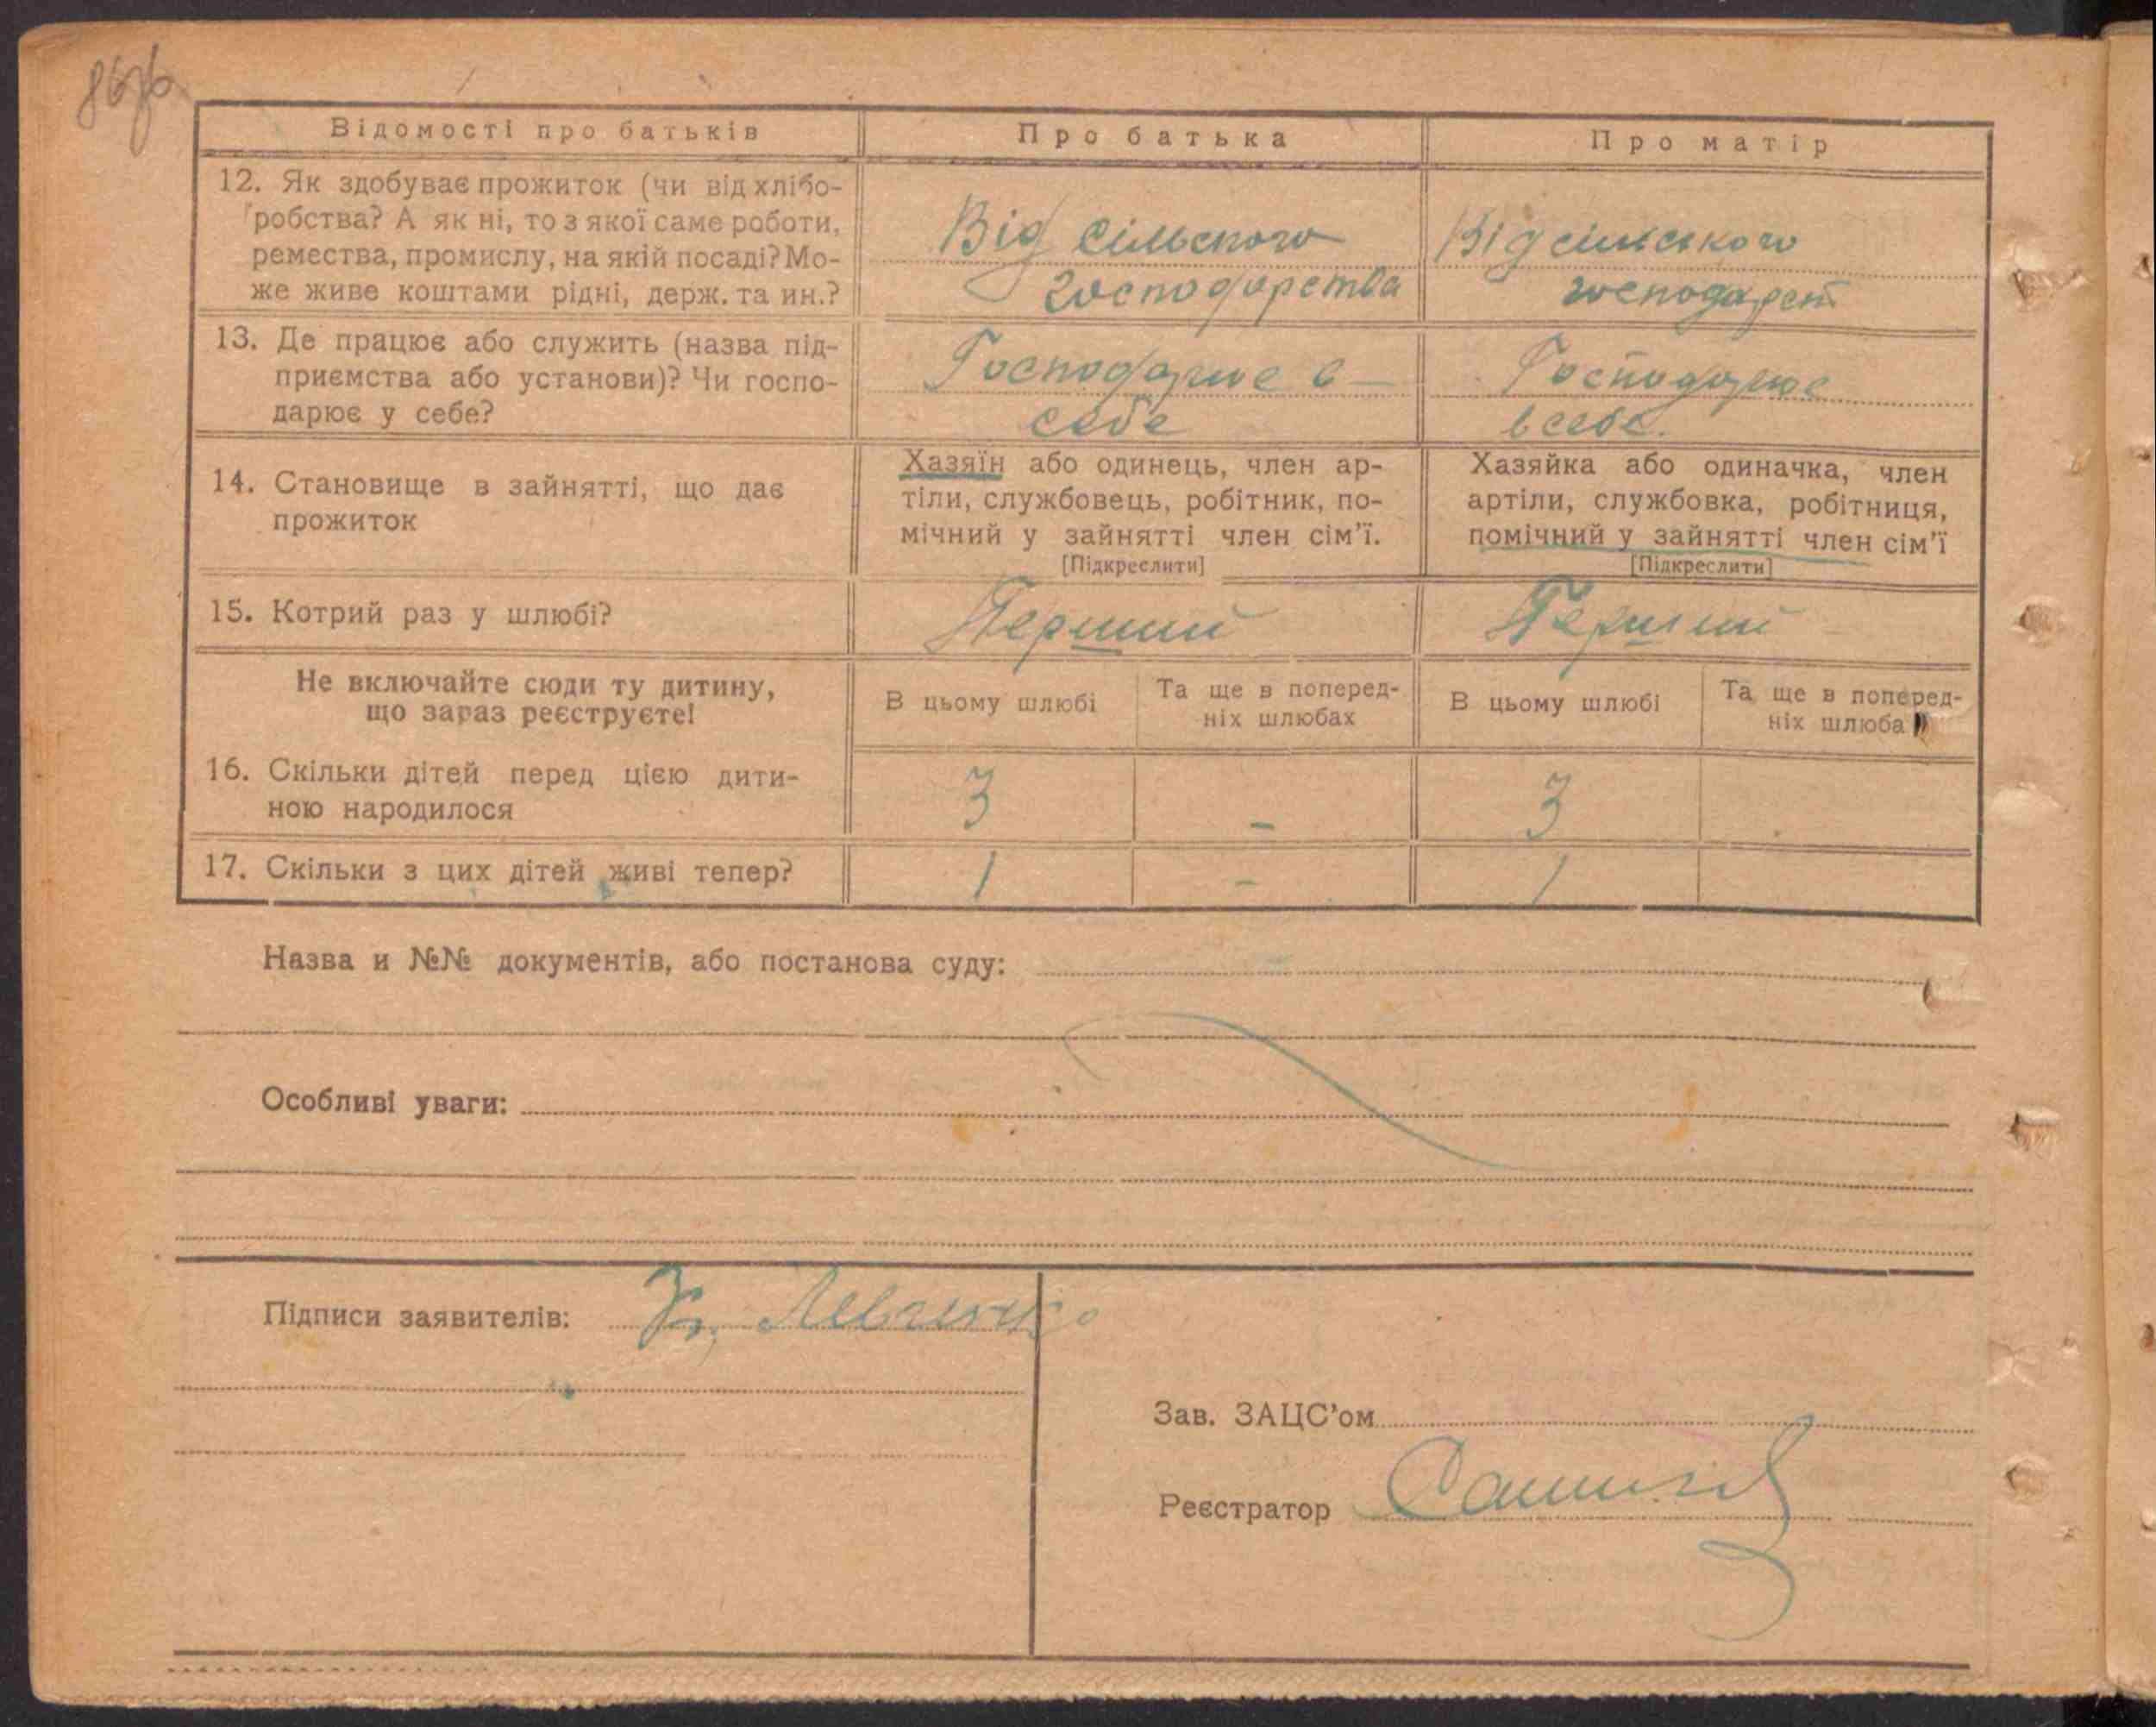 Відомості про батьків
Про батька
Про матір
12. Як здобуває прожиток (чи від хлібо-
робства? А як ні, то з якої саме роботи,
ремества, промислу, на якій посаді? Мо-
же живе коштами рідні, держ. та ин.?
Від сільского
господарства
Від сільського
господарст
13. Де працює або служить (назва під-
приємства або установи)? Чи госпо-
дарює у себе?
Господарює в
себе
Господарює
в себе.
14. Становище в зайнятті, що дає
прожиток
Хазяїн або одинець, член ар-
тіли, службовець, робітник, по-
мічний у зайнятті член сім’ї.
[Підкреслити]
Хазяйка або одиначка, член
артіли, службовка, робітниця,
помічний у зайнятті член сім’ї
[Підкреслити]
15. Котрий раз у шлюбі?
Перший
Перший
Не включайте сюди ту дитину,
що зараз реєструєте!
В цьому шлюбі
Та ще в поперед-
ніх шлюбах
В цьому шлюбі
Та ще в поперед-
ніх шлюба
16. Скільки дітей перед цією дити-
ною народилося
3
-
3
17. Скільки з цих дітей живі тепер?
1
-
1
Назва и №№ документів, або постанова суду:
Особливі уваги:
Підписи заявителів: Левченко
Зав. ЗАЦС’ом
Реєстратор